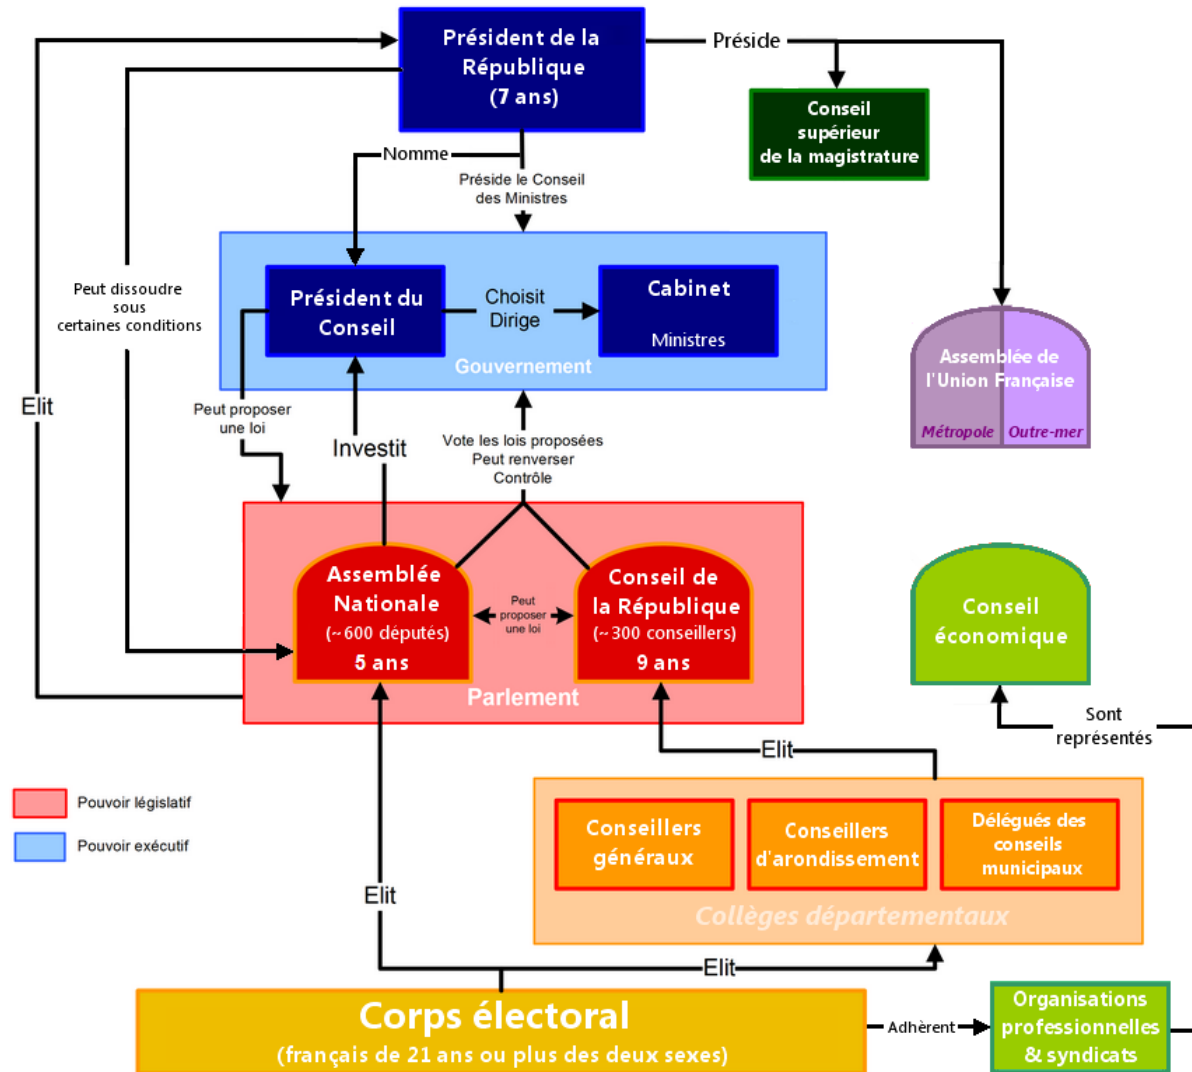 Président de la
République
(7 ans)
Préside
Conseil
supérieur
de la magistrature
Nomme
Préside le Conseil
des Ministres
Peut dissoudre
sous
certaines conditions
Président du
Conseil
Choisit
Dirige
Cabinet
Ministres
Gouvernement
Assemblée de
l'Union Française
Métropole
Outre-mer
Elit
Peut proposer
une loi
Investit
Vote les lois proposées
Peut renverser
Contrôle
Assemblée
Nationale
(~600 députés)
5 ans
Peut
proposer
une loi
Conseil de
la République
(~300 conseillers)
9 ans
Parlement
Conseil
économique
Sont
représentés
Elit
Pouvoir législatif
Pouvoir exécutif
Conseillers
généraux
Conseillers
d'arondissement
Délégués des
conseils
municipaux
Collèges départementaux
Elit
Elit
Corps électoral
(français de 21 ans ou plus des deux sexes)
Adhèrent
Organisations
professionnelles
& syndicats